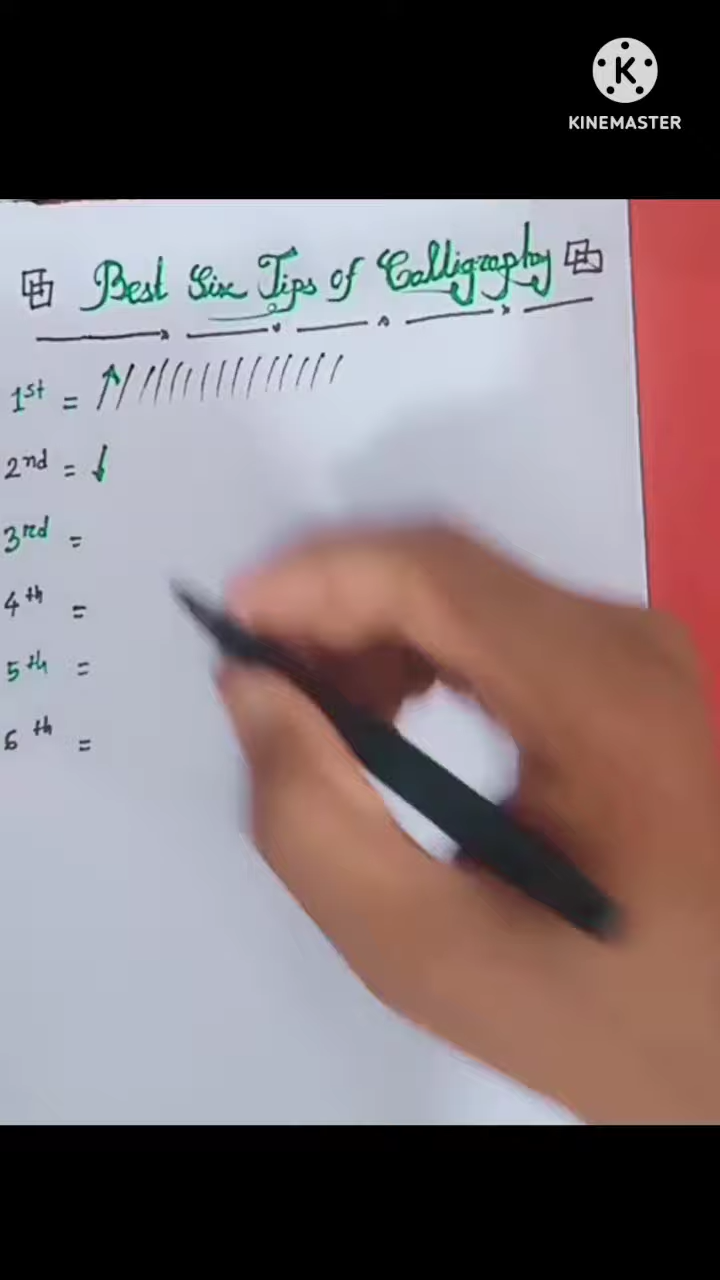 KINEMASTER
Best Six Tips of Calligraphy
1st =
2nd =
3rd =
4th =
5th =
6th =